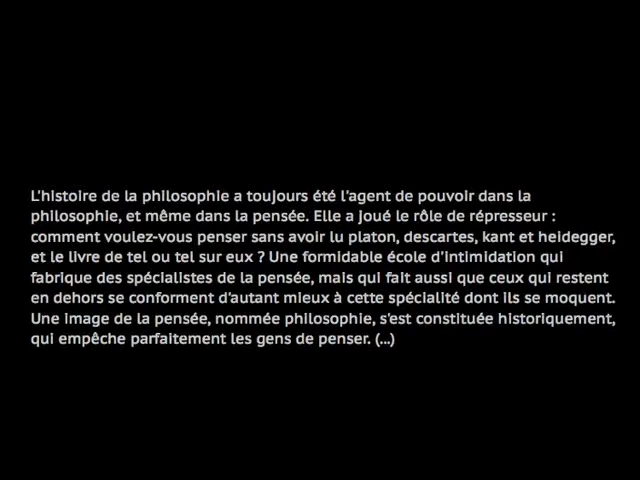 L'histoire de la philosophie a toujours été l'agent de pouvoir dans la
philosophie, et même dans la pensée. Elle a joué le rôle de répresseur :
comment voulez-vous penser sans avoir lu platon, descartes, kant et heidegger,
et le livre de tel ou tel sur eux ? Une formidable école d'intimidation qui
fabrique des spécialistes de la pensée, mais qui fait aussi que ceux qui restent
en dehors se conforment d'autant mieux à cette spécialité dont ils se moquent.
Une image de la pensée, nommée philosophie, s'est constituée historiquement,
qui empêche parfaitement les gens de penser. (...)